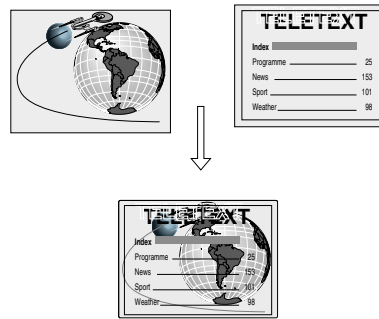 TELETEXT
Index
Programme 25
News 153
Sport 101
Weather 98
TELETEXT
Index
Programme 25
News 153
Sport 101
Weather 98